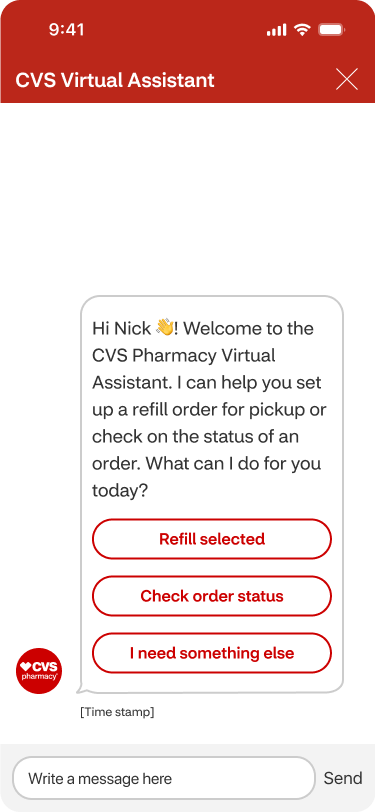 9:41
CVS Virtual Assistant
Hi Nick 👋! Welcome to the
CVS Pharmacy Virtual
Assistant. I can help you set
up a refill order for pickup or
check on the status of an
order. What can I do for you
today?
Refill selected
Check order status
I need something else
CVS
pharmacy
[Time stamp]
Write a message here
Send